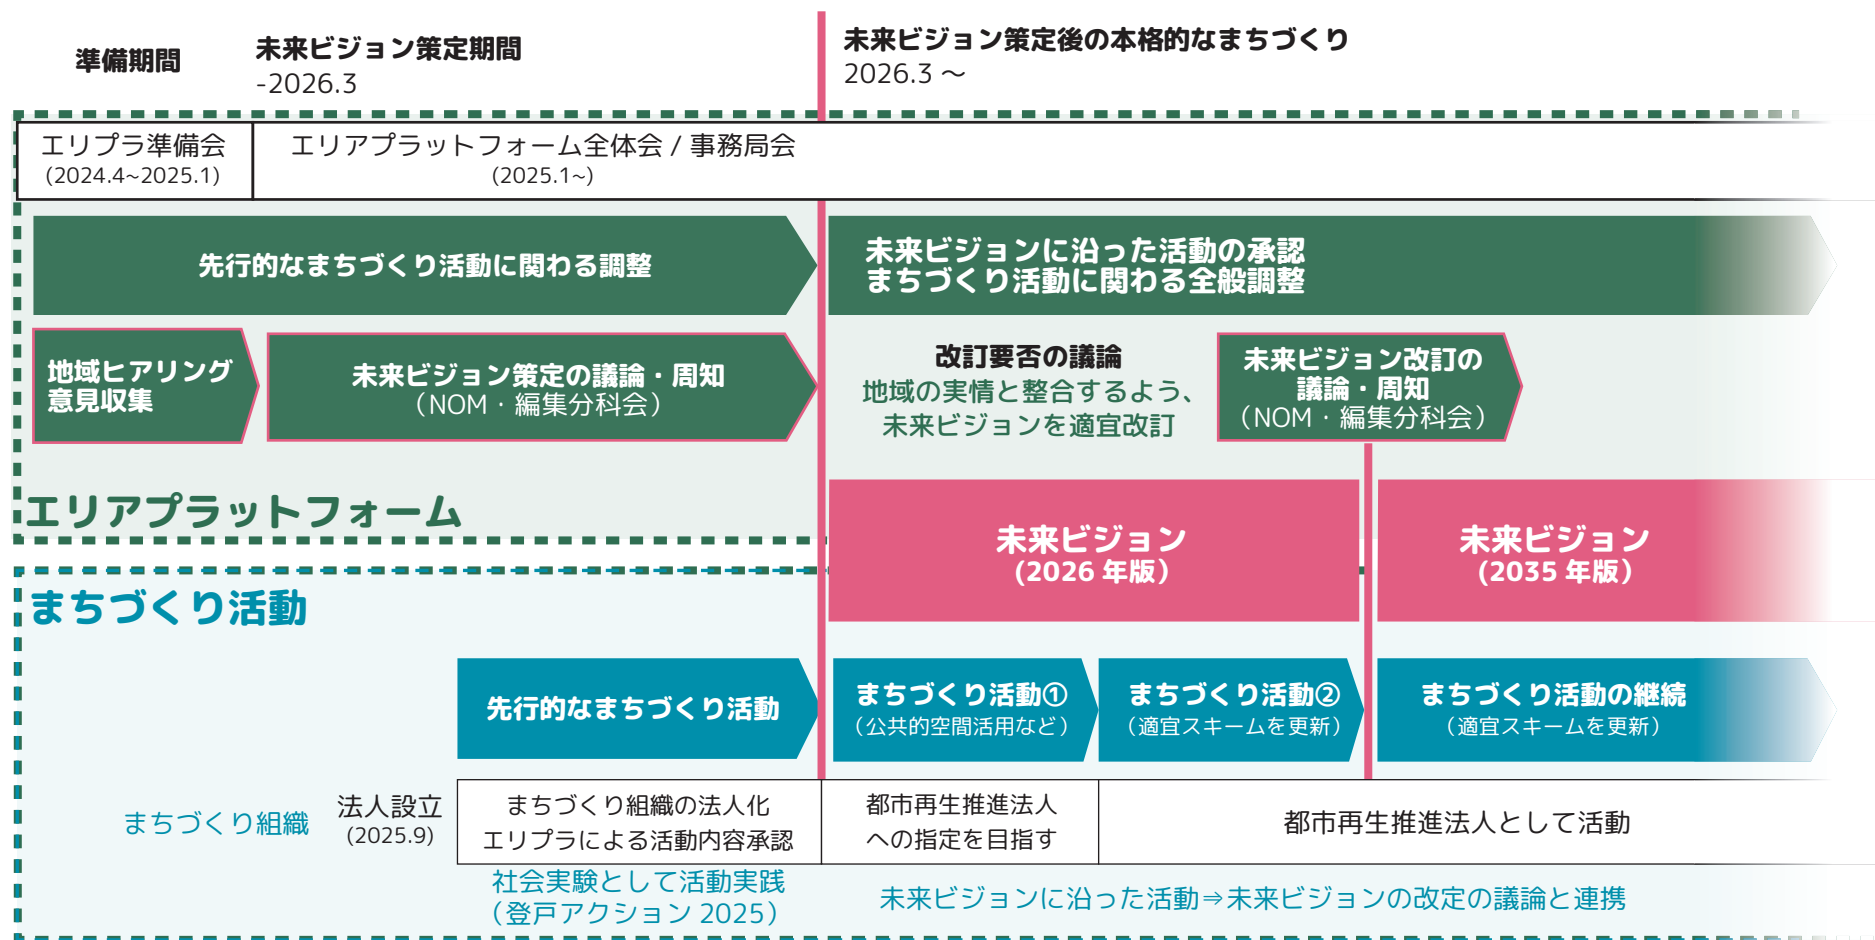 準備期間
未来ビジョン策定期間
-2026.3
未来ビジョン策定後の本格的なまちづくり
2026.3 ～
エリプラ準備会
(2024.4~2025.1)
エリアプラットフォーム全体会 / 事務局会
(2025.1~)
先行的なまちづくり活動に関わる調整
未来ビジョンに沿った活動の承認
まちづくり活動に関わる全般調整
地域ヒアリング
意見収集
未来ビジョン策定の議論・周知
（NOM・編集分科会）
改訂要否の議論
地域の実情と整合するよう、
未来ビジョンを適宜改訂
未来ビジョン改訂の
議論・周知
（NOM・編集分科会）
エリアプラットフォーム
未来ビジョン
(2026 年版）
未来ビジョン
(2035 年版）
まちづくり活動
先行的なまちづくり活動
まちづくり活動①
（公共的空間活用など）
まちづくり活動②
（適宜スキームを更新）
まちづくり活動の継続
（適宜スキームを更新）
まちづくり組織
法人設立
(2025.9)
まちづくり組織の法人化
エリプラによる活動内容承認
都市再生推進法人
への指定を目指す
都市再生推進法人として活動
社会実験として活動実践
（登戸アクション 2025）
未来ビジョンに沿った活動⇒未来ビジョンの改定の議論と連携